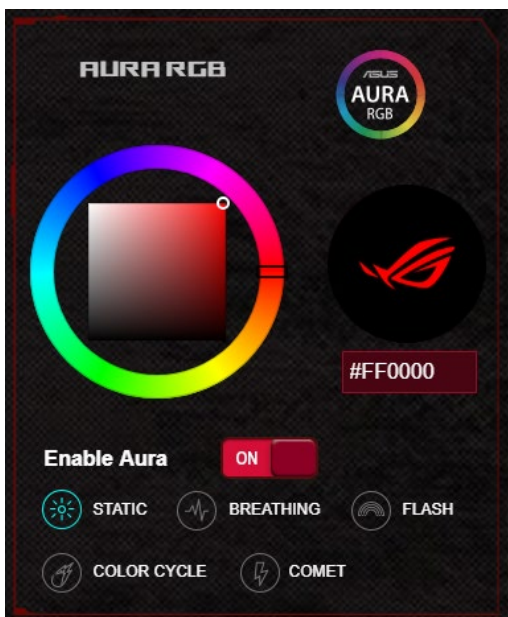 AURA RGB
ASUS
AURA
RGB
#FF0000
Enable Aura ON
STATIC BREATHING FLASH
COLOR CYCLE COMET